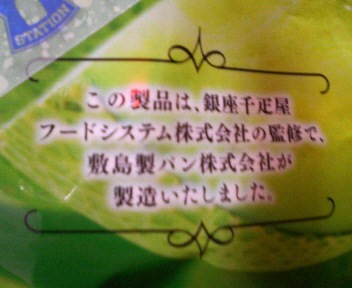 STATION
この製品は、銀座千疋屋
フードシステム株式会社の監修で、
敷島製パン株式会社が
製造いたしました。